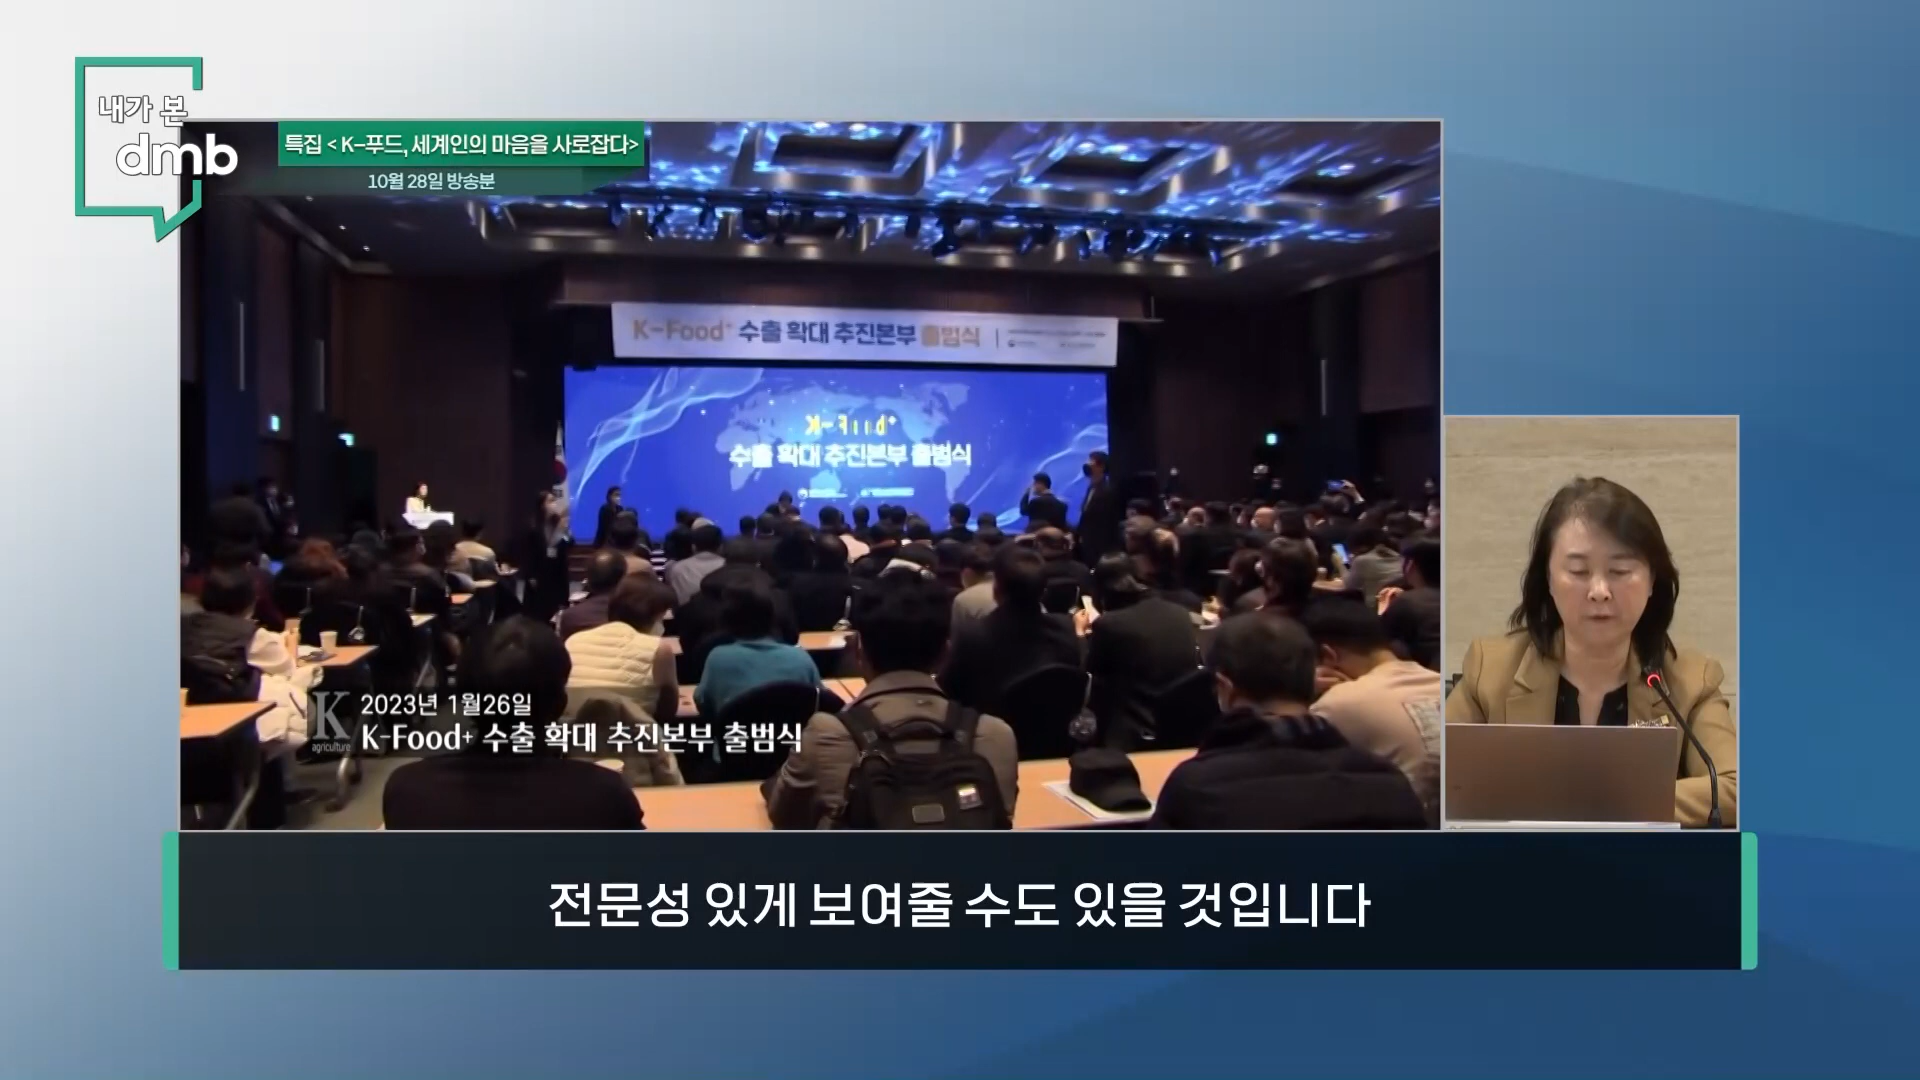 내가 본
dmb
특집 < K-푸드, 세계인의 마음을 사로잡다>
10월 28일 방송분
K-Food+ 수출 확대 추진본부 출범식
K-Food+
수출 확대 추진본부 출범식
K
agriculture
2023년 1월26일
K-Food+ 수출 확대 추진본부 출범식
전문성 있게 보여줄 수도 있을 것입니다